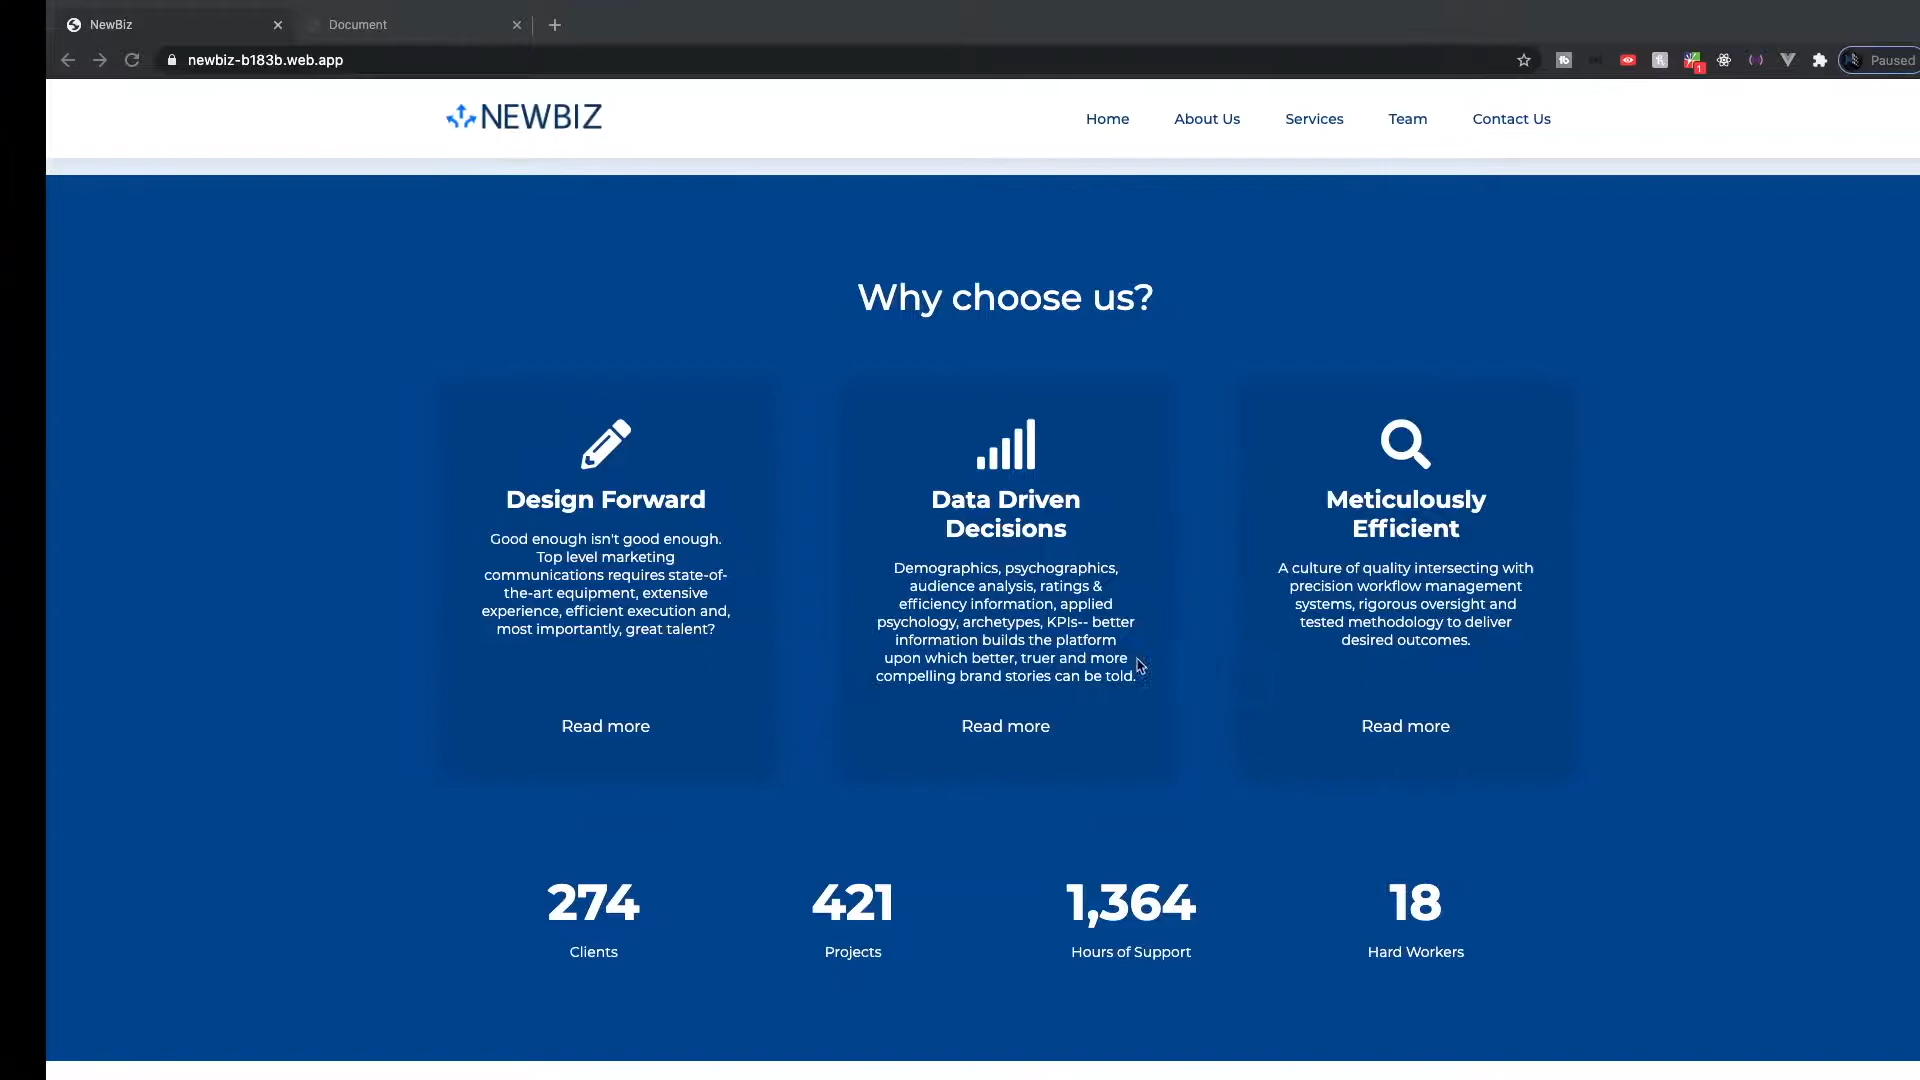 NewBiz
Document
newbiz-b183b.web.app
1
Paused
NEWBIZ
Home
About Us
Services
Team
Contact Us
Why choose us?
Design Forward
Good enough isn't good enough.
Top level marketing
communications requires state-of-
the-art equipment, extensive
experience, efficient execution and,
most importantly, great talent?
Read more
Data Driven
Decisions
Demographics, psychographics,
audience analysis, ratings &
efficiency information, applied
psychology, archetypes, KPIs-- better
information builds the platform
upon which better, truer and more
compelling brand stories can be told.
Read more
Meticulously
Efficient
A culture of quality intersecting with
precision workflow management
systems, rigorous oversight and
tested methodology to deliver
desired outcomes.
Read more
274
Clients
421
Projects
1,364
Hours of Support
18
Hard Workers